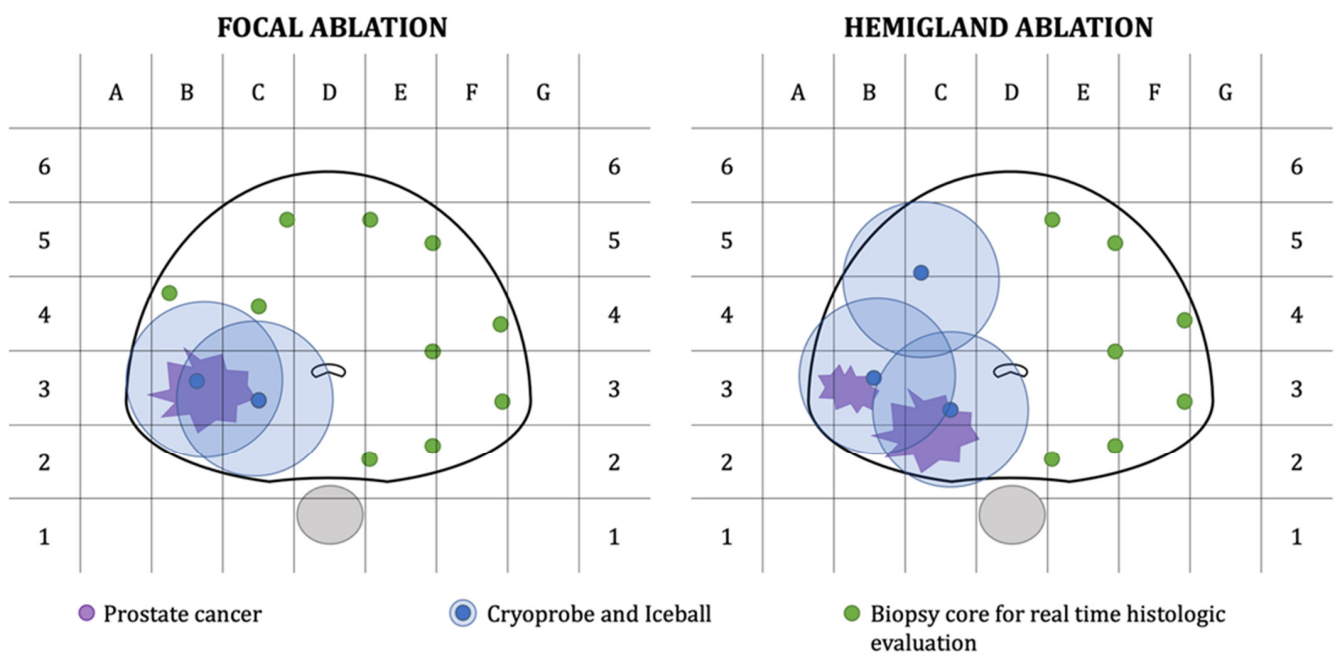 FOCAL ABLATION
HEMIGLAND ABLATION
A B C D E F G
A B C D E F G
6 6
6 6
5 5
5 5
4 4
4 4
3 3
3 3
2 2
2 2
1 1
1 1
Prostate cancer
Cryoprobe and Iceball
Biopsy core for real time histologic
evaluation